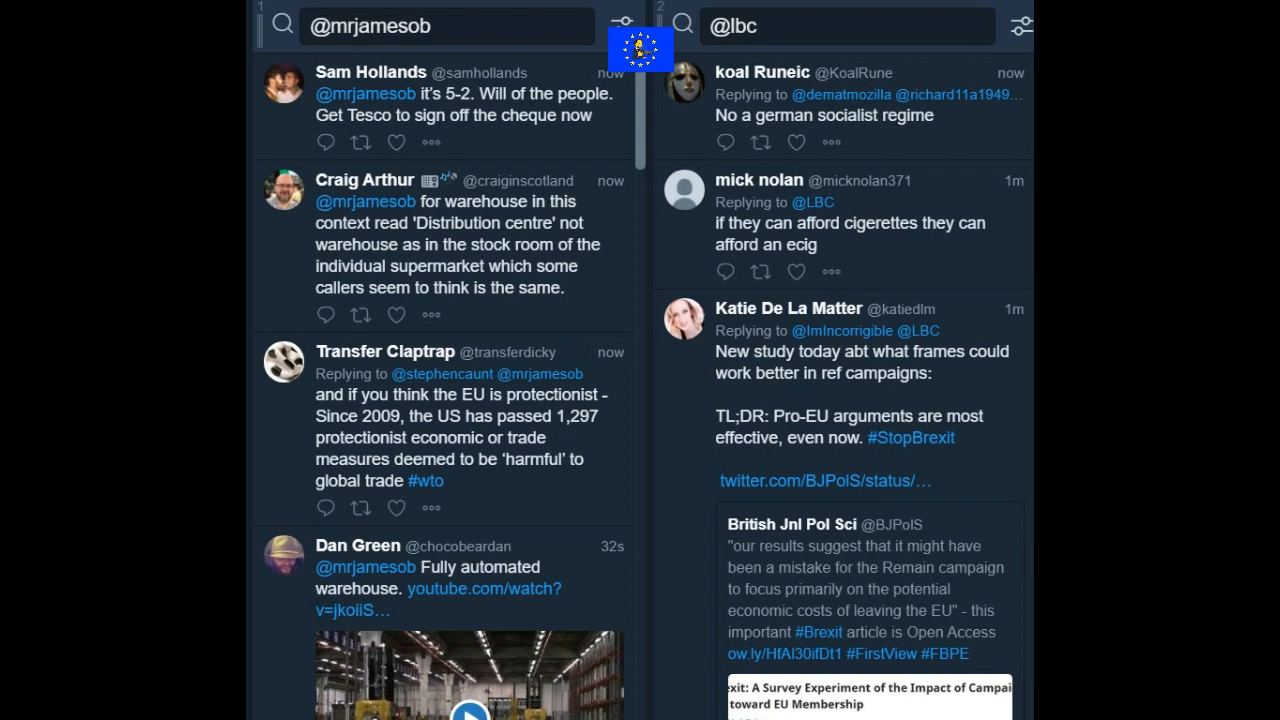 1
@mrjamesob
Sam Hollands @samhollands now
@mrjamesob it's 5-2. Will of the people.
Get Tesco to sign off the cheque now
Craig Arthur @craiginscotland now
@mrjamesob for warehouse in this
context read 'Distribution centre' not
warehouse as in the stock room of the
individual supermarket which some
callers seem to think is the same.
Transfer Claptrap @transferdicky now
Replying to @stephencaunt @mrjamesob
and if you think the EU is protectionist -
Since 2009, the US has passed 1,297
protectionist economic or trade
measures deemed to be ‘harmful’ to
global trade #wto
Dan Green @chocobeardan 32s
@mrjamesob Fully automated
warehouse. youtube.com/watch?
v=jkoiiS…
2
@lbc
koal Runeic @KoalRune now
Replying to @dematmozilla @richard11a1949…
No a german socialist regime
mick nolan @micknolan371 1m
Replying to @LBC
if they can afford cigerettes they can
afford an ecig
Katie De La Matter @katiedlm 1m
Replying to @ImIncorrigible @LBC
New study today abt what frames could
work better in ref campaigns:
TL;DR: Pro-EU arguments are most
effective, even now. #StopBrexit
twitter.com/BJPolS/status/…
British Jnl Pol Sci @BJPolS
"our results suggest that it might have
been a mistake for the Remain campaign
to focus primarily on the potential
economic costs of leaving the EU" - this
important #Brexit article is Open Access
ow.ly/HfAl30ifDt1 #FirstView #FBPE
exit: A Survey Experiment of the Impact of Campai
toward EU Membership